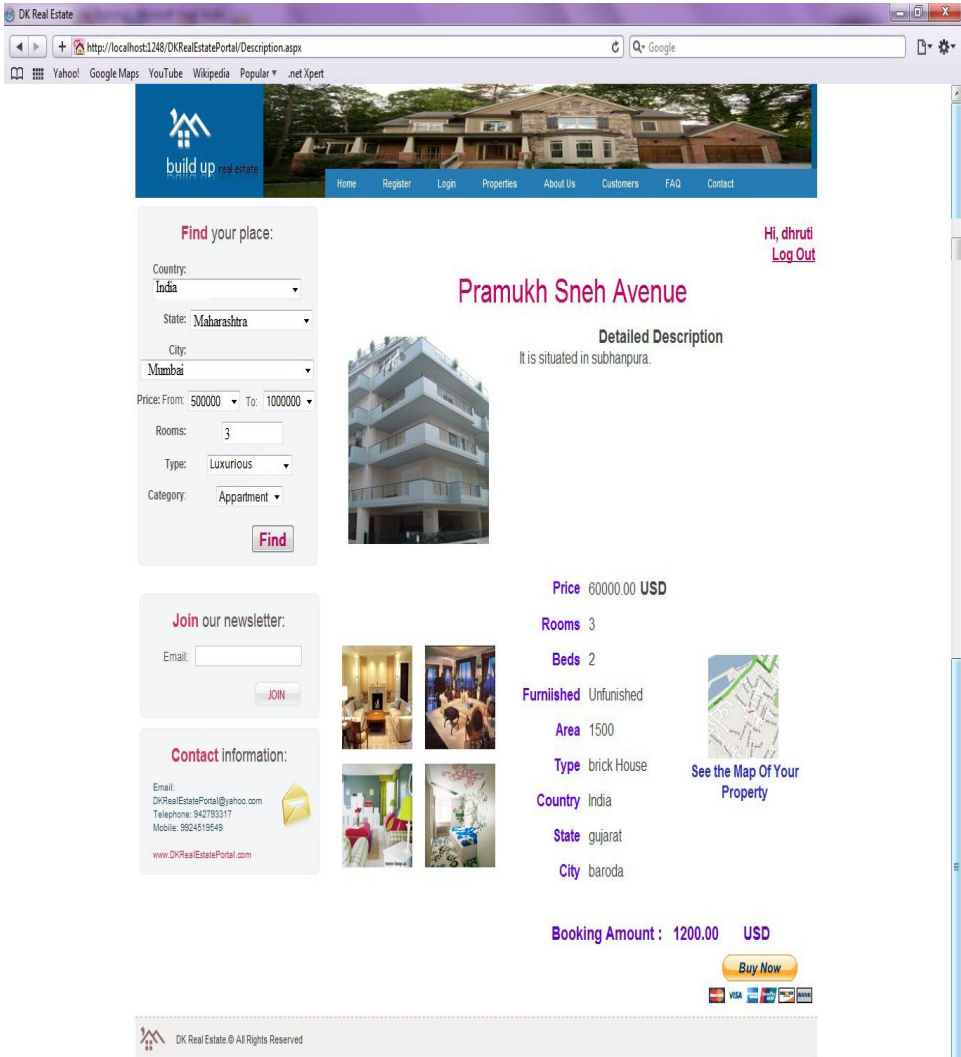 DK Real Estate
http://localhost:1248/DKRealEstatePortal/Description.aspx
Google
Yahoo! Google Maps YouTube Wikipedia Popular .net Xpert
build up real estate
Home Register Login Properties About Us Customers FAQ Contact
Hi, dhruti
Log Out
Find your place:
Country:
India
State: Maharashtra
City:
Mumbai
Price: From: 500000 To: 1000000
Rooms: 3
Type: Luxurious
Category: Appartment
Find
Join our newsletter:
Email:
JOIN
Contact information:
Email:
DKRealEstatePortal@yahoo.com
Telephone: 942793317
Mobile: 9924519549
www.DKRealEstatePortal.com
Pramukh Sneh Avenue
Detailed Description
It is situated in subhanpura.
Price 60000.00 USD
Rooms 3
Beds 2
Furniished Unfunished
Area 1500
Type brick House
Country India
State gujarat
City baroda
See the Map Of Your
Property
Booking Amount : 1200.00 USD
Buy Now
VISA
BANK
DK Real Estate.© All Rights Reserved